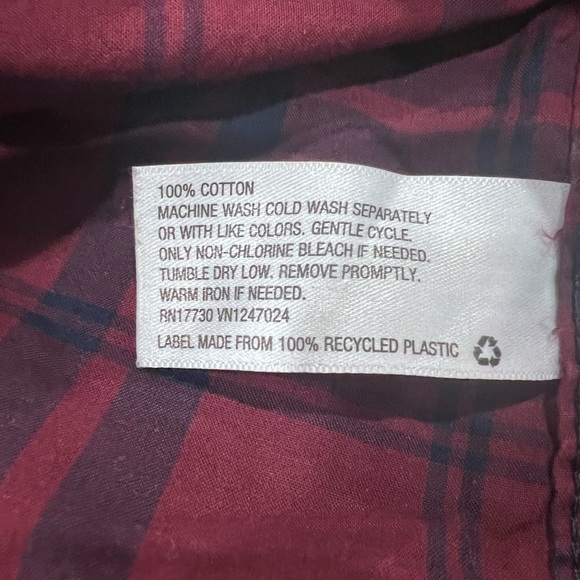 100% COTTON
MACHINE WASH COLD WASH SEPARATELY
OR WITH LIKE COLORS. GENTLE CYCLE.
ONLY NON-CHLORINE BLEACH IF NEEDED.
TUMBLE DRY LOW. REMOVE PROMPTLY.
WARM IRON IF NEEDED.
RN17730 VN1247024
LABEL MADE FROM 100% RECYCLED PLASTIC